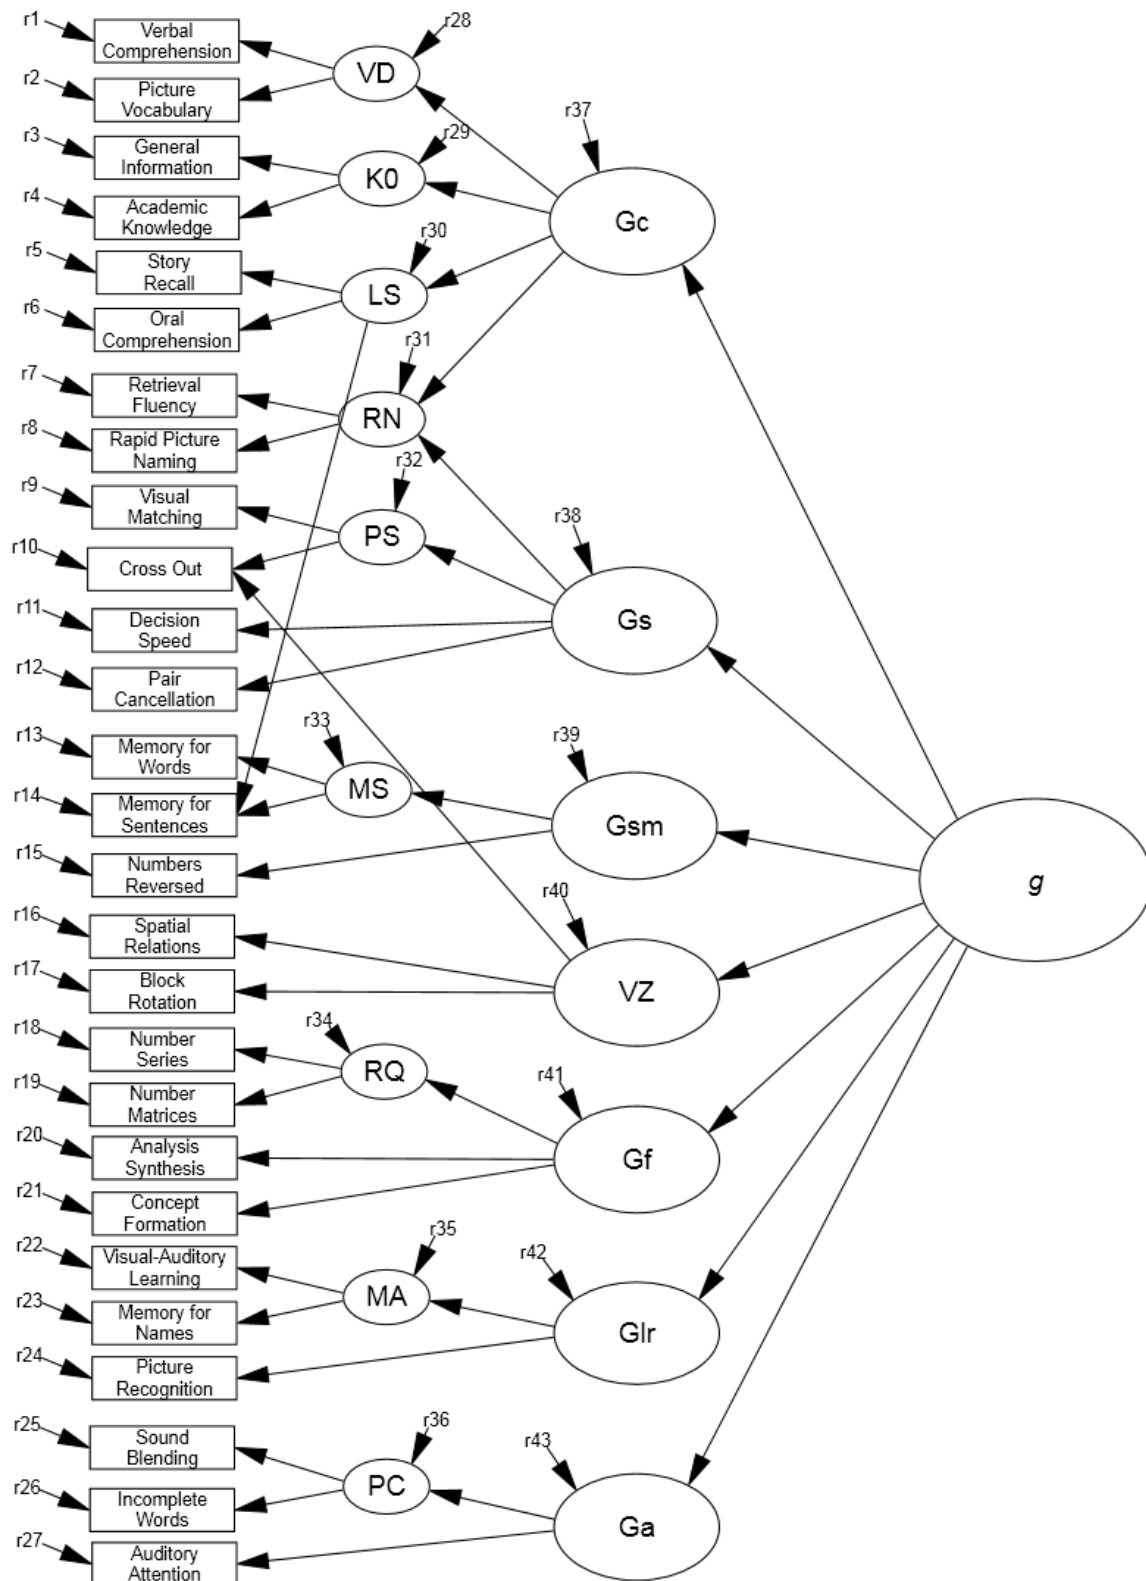 r1
Verbal
Comprehension
r28
VD
r2
Picture
Vocabulary
r37
r3
General
Information
r29
K0
Gc
r4
Academic
Knowledge
r5
Story
Recall
r30
LS
r6
Oral
Comprehension
r7
Retrieval
Fluency
r31
RN
r8
Rapid Picture
Naming
r32
r9
Visual
Matching
PS
r38
r10
Cross Out
Gs
r11
Decision
Speed
r12
Pair
Cancellation
r33
r39
r13
Memory for
Words
MS
r14
Memory for
Sentences
Gsm
r15
Numbers
Reversed
g
r40
r16
Spatial
Relations
r17
Block
Rotation
VZ
r34
r18
Number
Series
RQ
r41
r19
Number
Matrices
r20
Analysis
Synthesis
Gf
r21
Concept
Formation
r35
r42
r22
Visual-Auditory
Learning
MA
r23
Memory for
Names
Glr
r24
Picture
Recognition
r36
r43
r25
Sound
Blending
PC
r26
Incomplete
Words
Ga
r27
Auditory
Attention